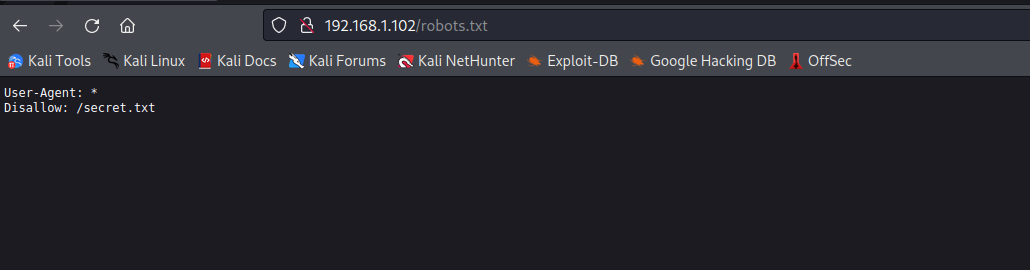 192.168.1.102/robots.txt
Kali Tools Kali Linux Kali Docs Kali Forums Kali NetHunter Exploit-DB Google Hacking DB OffSec
User-Agent: *
Disallow: /secret.txt